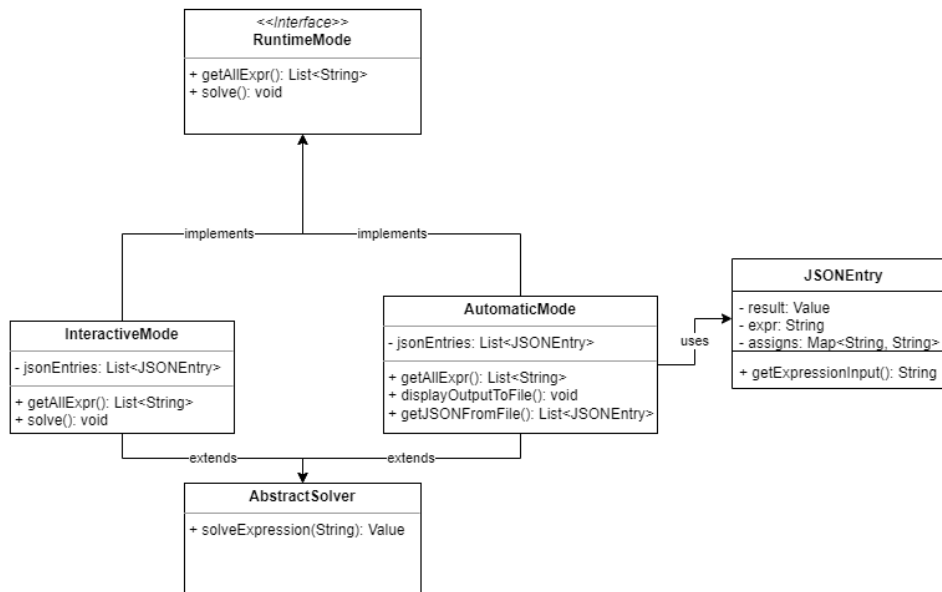 <<Interface>>
RuntimeMode
+ getAllExpr(): List<String>
+ solve(): void
implements
implements
JSONEntry
- result: Value
- expr: String
- assigns: Map<String, String>
+ getExpressionInput(): String
AutomaticMode
- jsonEntries: List<JSONEntry>
+ getAllExpr(): List<String>
+ displayOutputToFile(): void
+ getJSONFromFile(): List<JSONEntry>
uses
InteractiveMode
- jsonEntries: List<JSONEntry>
+ getAllExpr(): List<String>
+ solve(): void
extends
extends
AbstractSolver
+ solveExpression(String): Value